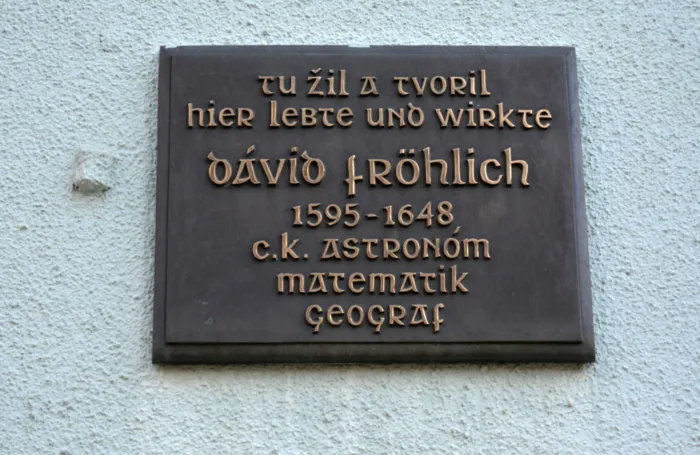 tu žil a tvoril
hier lebte und wirkte
dávid fröhlich
1595-1648
c.k. astronóm
matematik
geograf